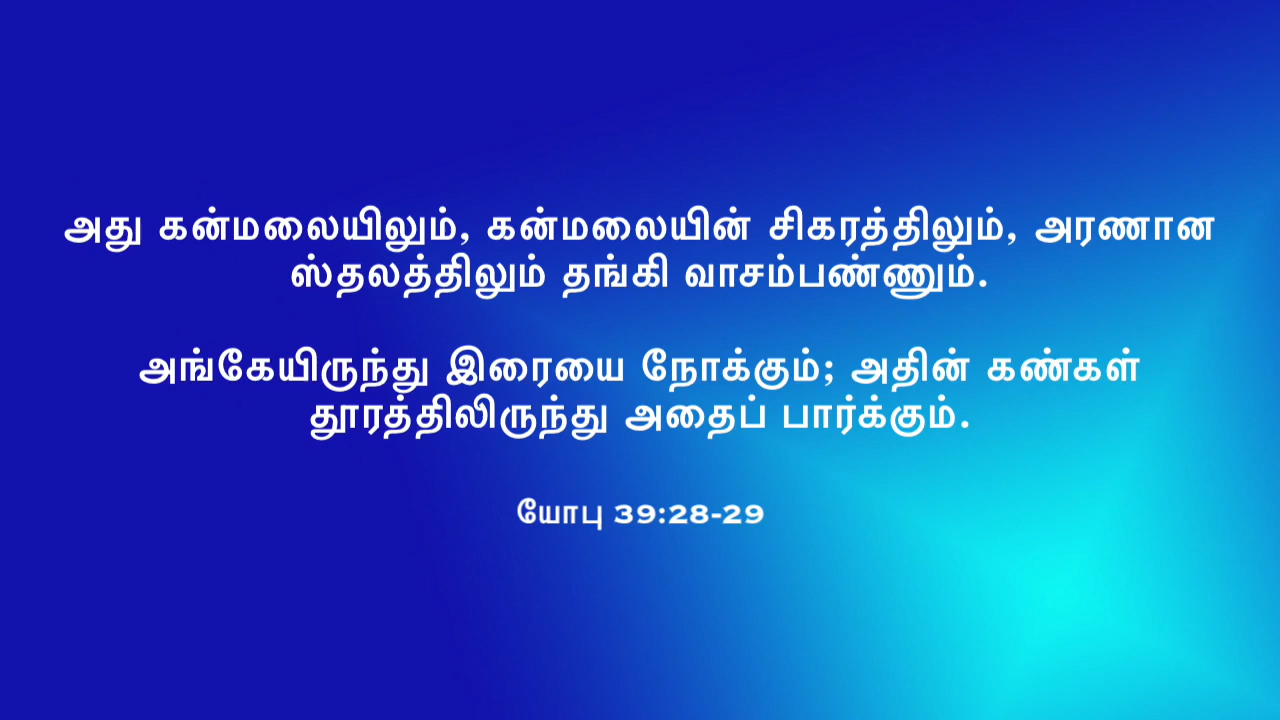 அது கன்மலையிலும், கன்மலையின் சிகரத்திலும், அரணான
ஸ்தலத்திலும் தங்கி வாசம்பண்ணும்.
அங்கேயிருந்து இரையை நோக்கும்; அதின் கண்கள்
தூரத்திலிருந்து அதைப் பார்க்கும்.
யோபு 39:28-29